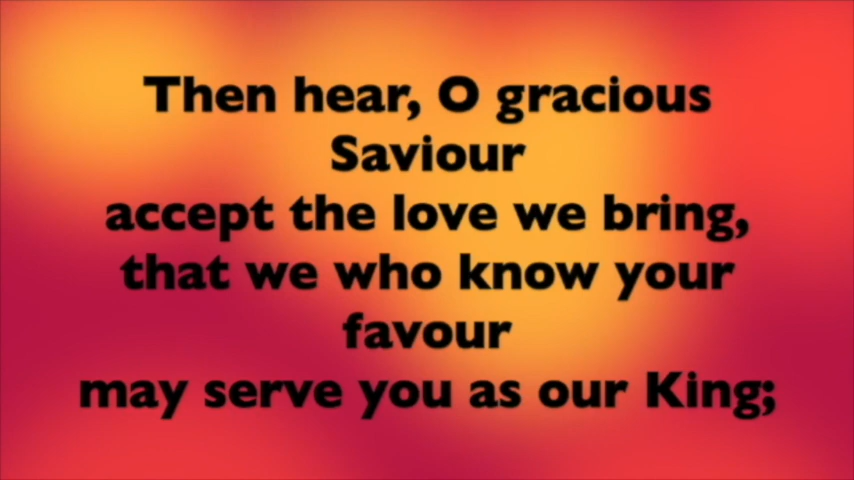 Then hear, O gracious
Saviour
accept the love we bring,
that we who know your
favour
may serve you as our King;